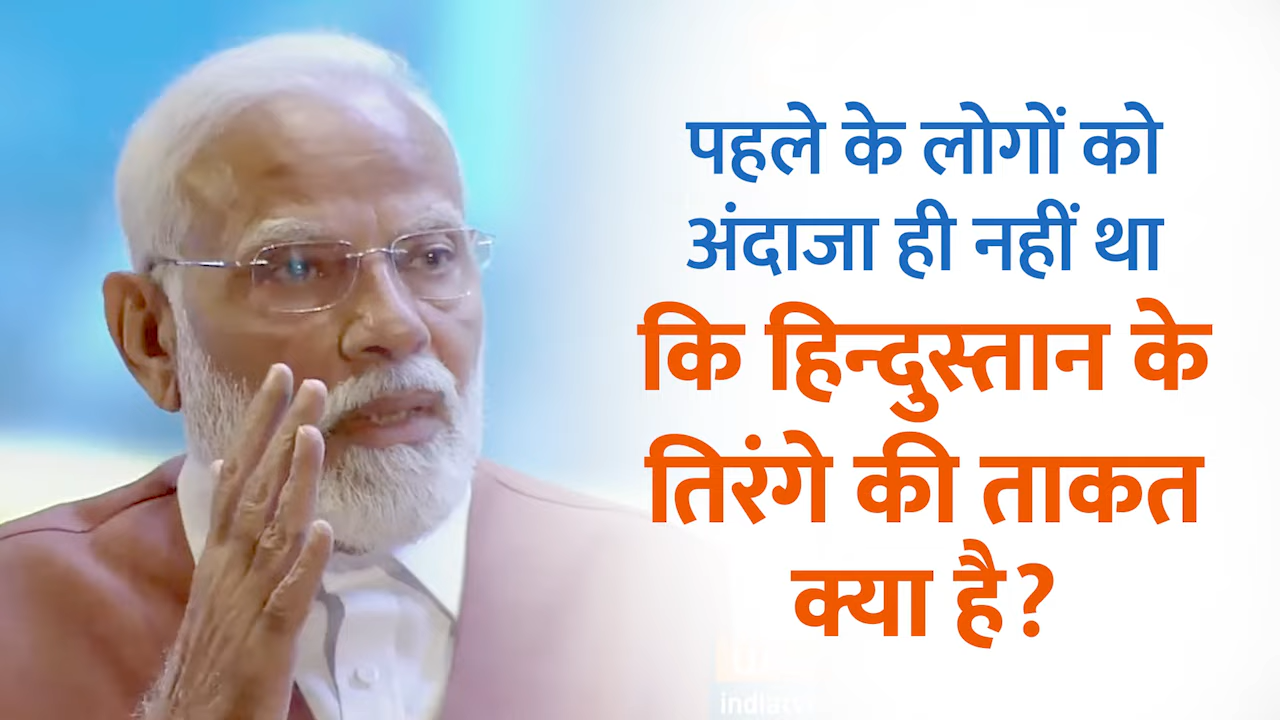 पहले के लोगों को
अंदाजा ही नहीं था
कि हिन्दुस्तान के
तिरंगे की ताकत
क्या है?